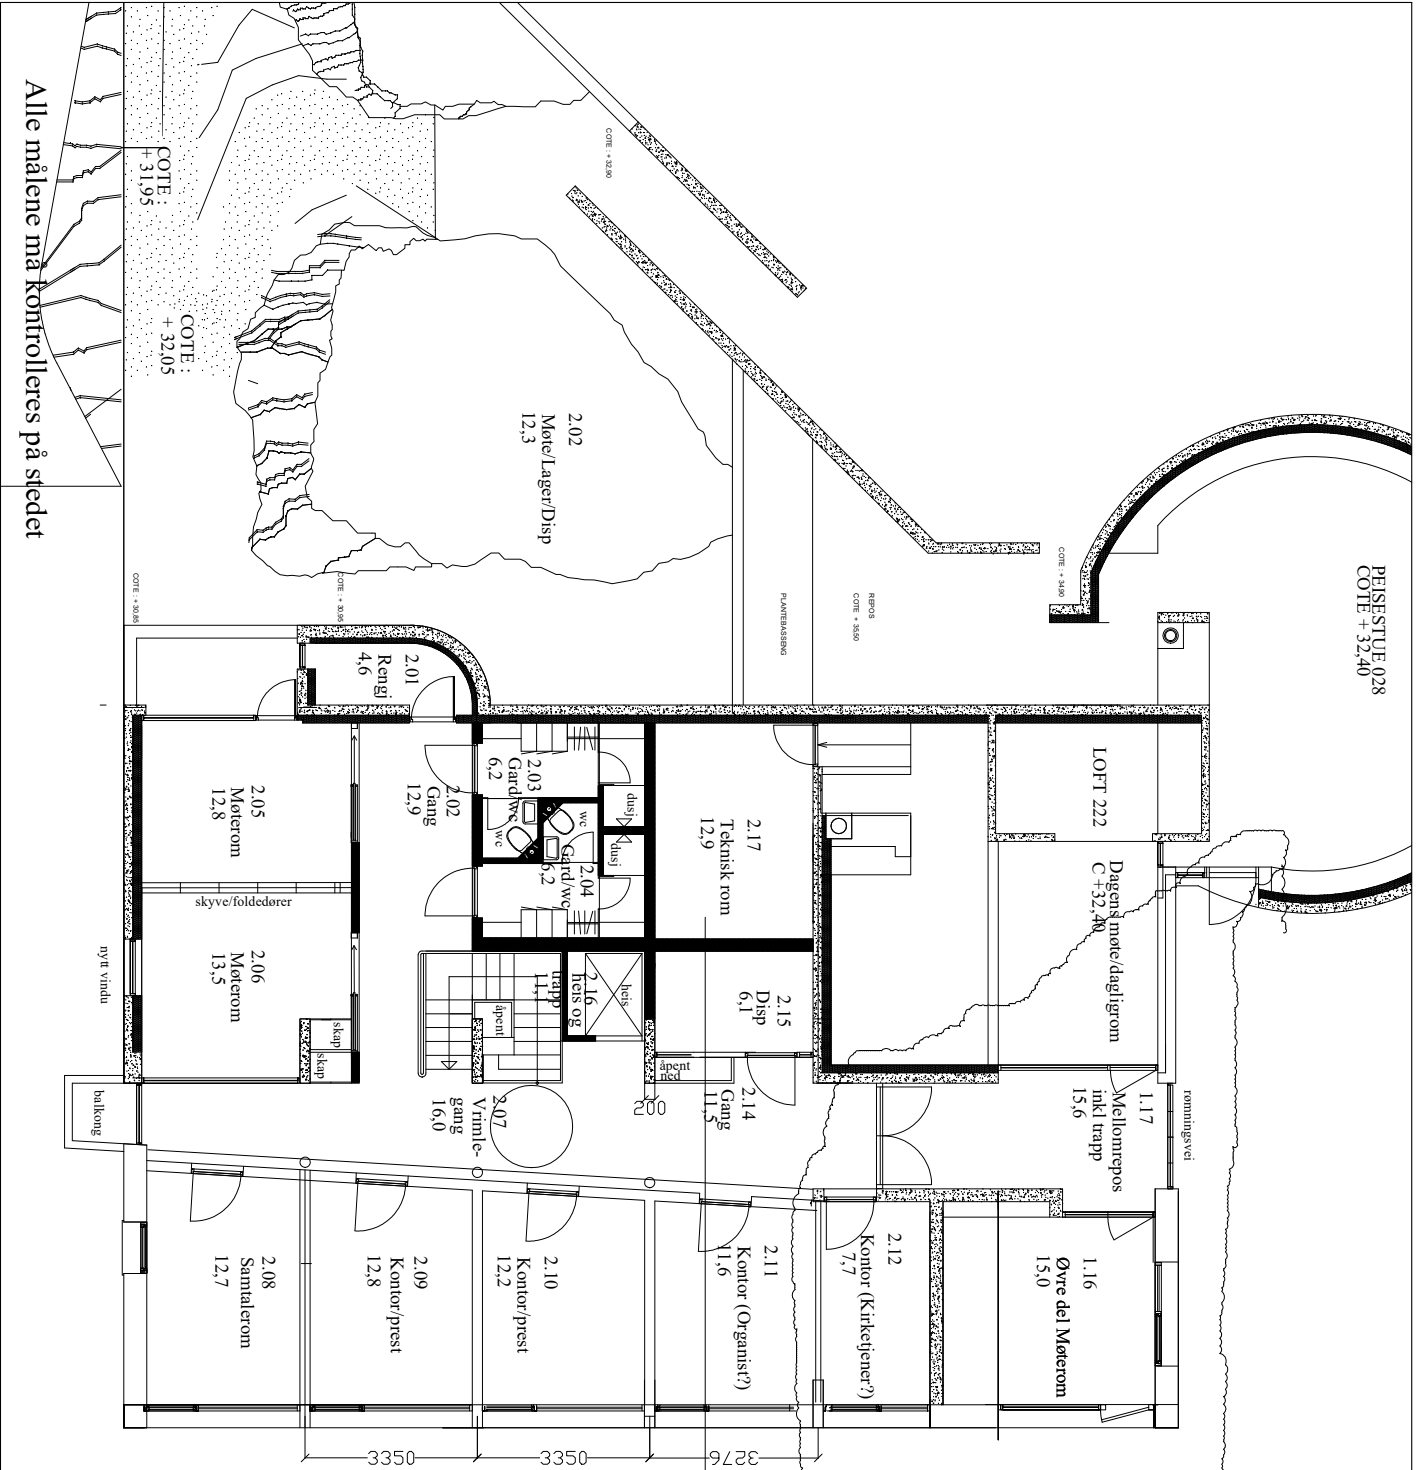 Alle målene må kontrolleres på stedet
COTE :
+ 31,95
COTE :
+ 32,05
COTE : + 32,90
2.02
Møte/Lager/Disp
12,3
COTE : + 30,85
COTE : + 30,95
PLANTEBASSENG
REPOS
COTE + 35,50
COTE : + 34,90
PEISESTUE 028
COTE + 32,40
2.01
Rengj
4,6
2.05
Møterom
12,8
skyve/foldedører
2.06
Møterom
13,5
nytt vindu
skap
skap
balkong
2.02
Gang
12,9
2.03
Gard/wc
6,2
wc
wc
dusj
dusj
2.04
Gard/wc
6,2
2.17
Teknisk rom
12,9
LOFT 222
Dagens møte/dagligrom
C +32,40
2.16
heis og
trapp
11,1
heis
åpent
2.15
Disp
6,1
åpent
ned
200
2.14
Gang
11,5
2.07
Vrimle-
gang
16,0
1.17
Mellomrepos
inkl trapp
15,6
rømningsvei
2.08
Samtalerom
12,7
2.09
Kontor/prest
12,8
2.10
Kontor/prest
12,2
2.11
Kontor (Organist?)
11,6
2.12
Kontor (Kirketjener?)
7,7
1.16
Øvre del Møterom
15,0
3350
3350
3276